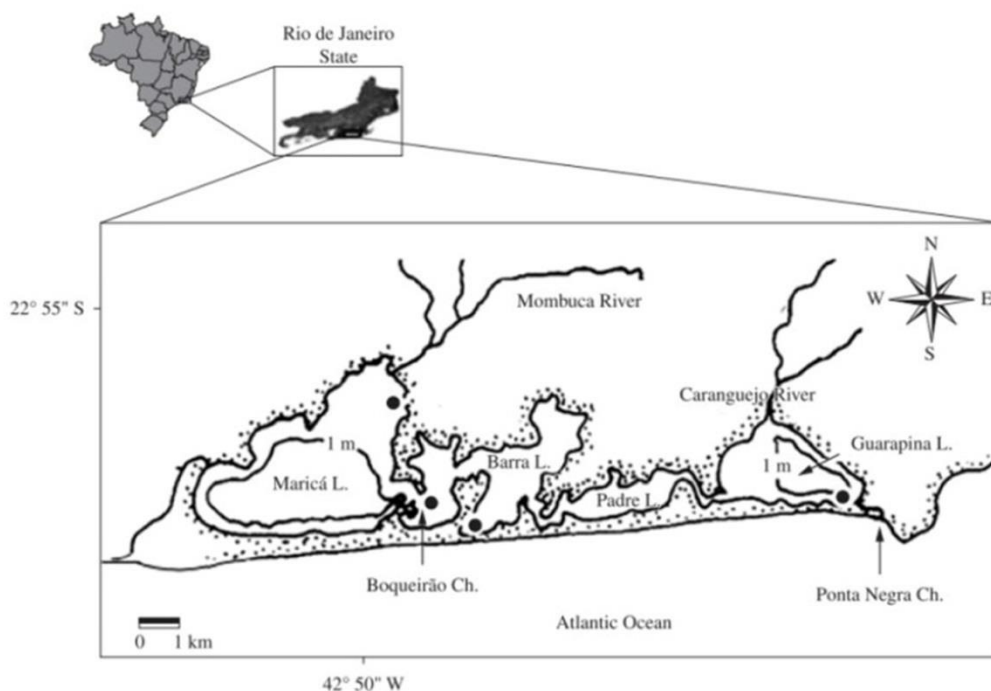 Rio de Janeiro
State
N
W
E
S
22° 55" S
Mombuca River
Caranguejo River
Guarapina L.
1 m
1 m
Barra L.
Maricá L.
Padre L.
Boqueirão Ch.
Ponta Negra Ch.
Atlantic Ocean
0 1 km
42° 50" W